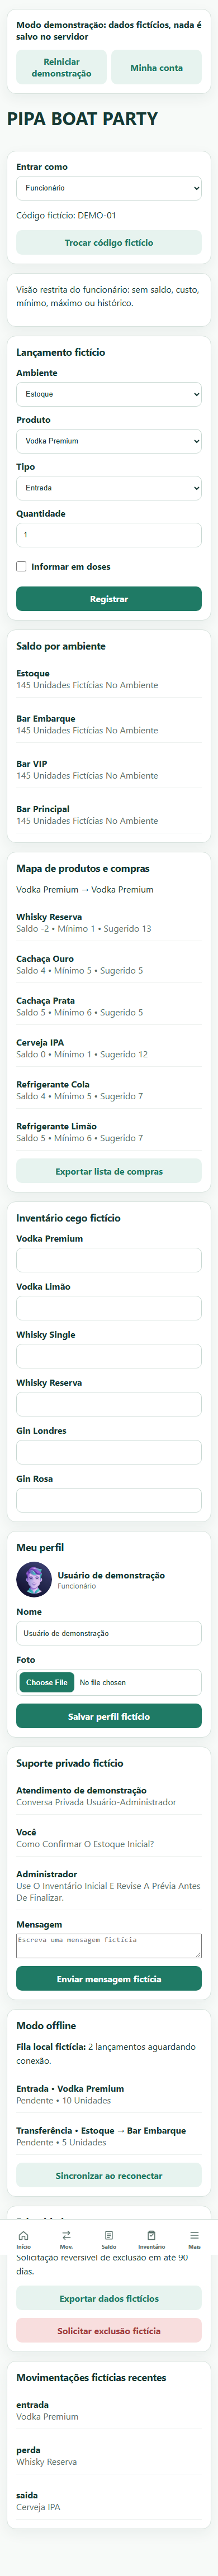 Modo demonstração: dados fictícios, nada é
salvo no servidor
Reiniciar
demonstração
Minha conta
PIPA BOAT PARTY
Entrar como
Funcionário
Código fictício: DEMO-01
Trocar código fictício
Visão restrita do funcionário: sem saldo, custo,
mínimo, máximo ou histórico.
Lançamento fictício
Ambiente
Estoque
Produto
Vodka Premium
Tipo
Entrada
Quantidade
1
Informar em doses
Registrar
Saldo por ambiente
Estoque
145 Unidades Fictícias No Ambiente
Bar Embarque
145 Unidades Fictícias No Ambiente
Bar VIP
145 Unidades Fictícias No Ambiente
Bar Principal
145 Unidades Fictícias No Ambiente
Mapa de produtos e compras
Vodka Premium → Vodka Premium
Whisky Reserva
Saldo -2 • Mínimo 1 • Sugerido 13
Cachaça Ouro
Saldo 4 • Mínimo 5 • Sugerido 5
Cachaça Prata
Saldo 5 • Mínimo 6 • Sugerido 5
Cerveja IPA
Saldo 0 • Mínimo 1 • Sugerido 12
Refrigerante Cola
Saldo 4 • Mínimo 5 • Sugerido 7
Refrigerante Limão
Saldo 5 • Mínimo 6 • Sugerido 7
Exportar lista de compras
Inventário cego fictício
Vodka Premium
Vodka Limão
Whisky Single
Whisky Reserva
Gin Londres
Gin Rosa
Meu perfil
Usuário de demonstração
Funcionário
Nome
Usuário de demonstração
Foto
Choose File No file chosen
Salvar perfil fictício
Suporte privado fictício
Atendimento de demonstração
Conversa Privada Usuário-Administrador
Você
Como Confirmar O Estoque Inicial?
Administrador
Use O Inventário Inicial E Revise A Prévia Antes
De Finalizar.
Mensagem
Escreva uma mensagem fictícia
Enviar mensagem fictícia
Modo offline
Fila local fictícia: 2 lançamentos aguardando
conexão.
Entrada • Vodka Premium
Pendente • 10 Unidades
Transferência • Estoque → Bar Embarque
Pendente • 5 Unidades
Sincronizar ao reconectar
Início
Mov.
Saldo
Inventário
Mais
Solicitação reversível de exclusão em até 90
dias.
Exportar dados fictícios
Solicitar exclusão fictícia
Movimentações fictícias recentes
entrada
Vodka Premium
perda
Whisky Reserva
saida
Cerveja IPA